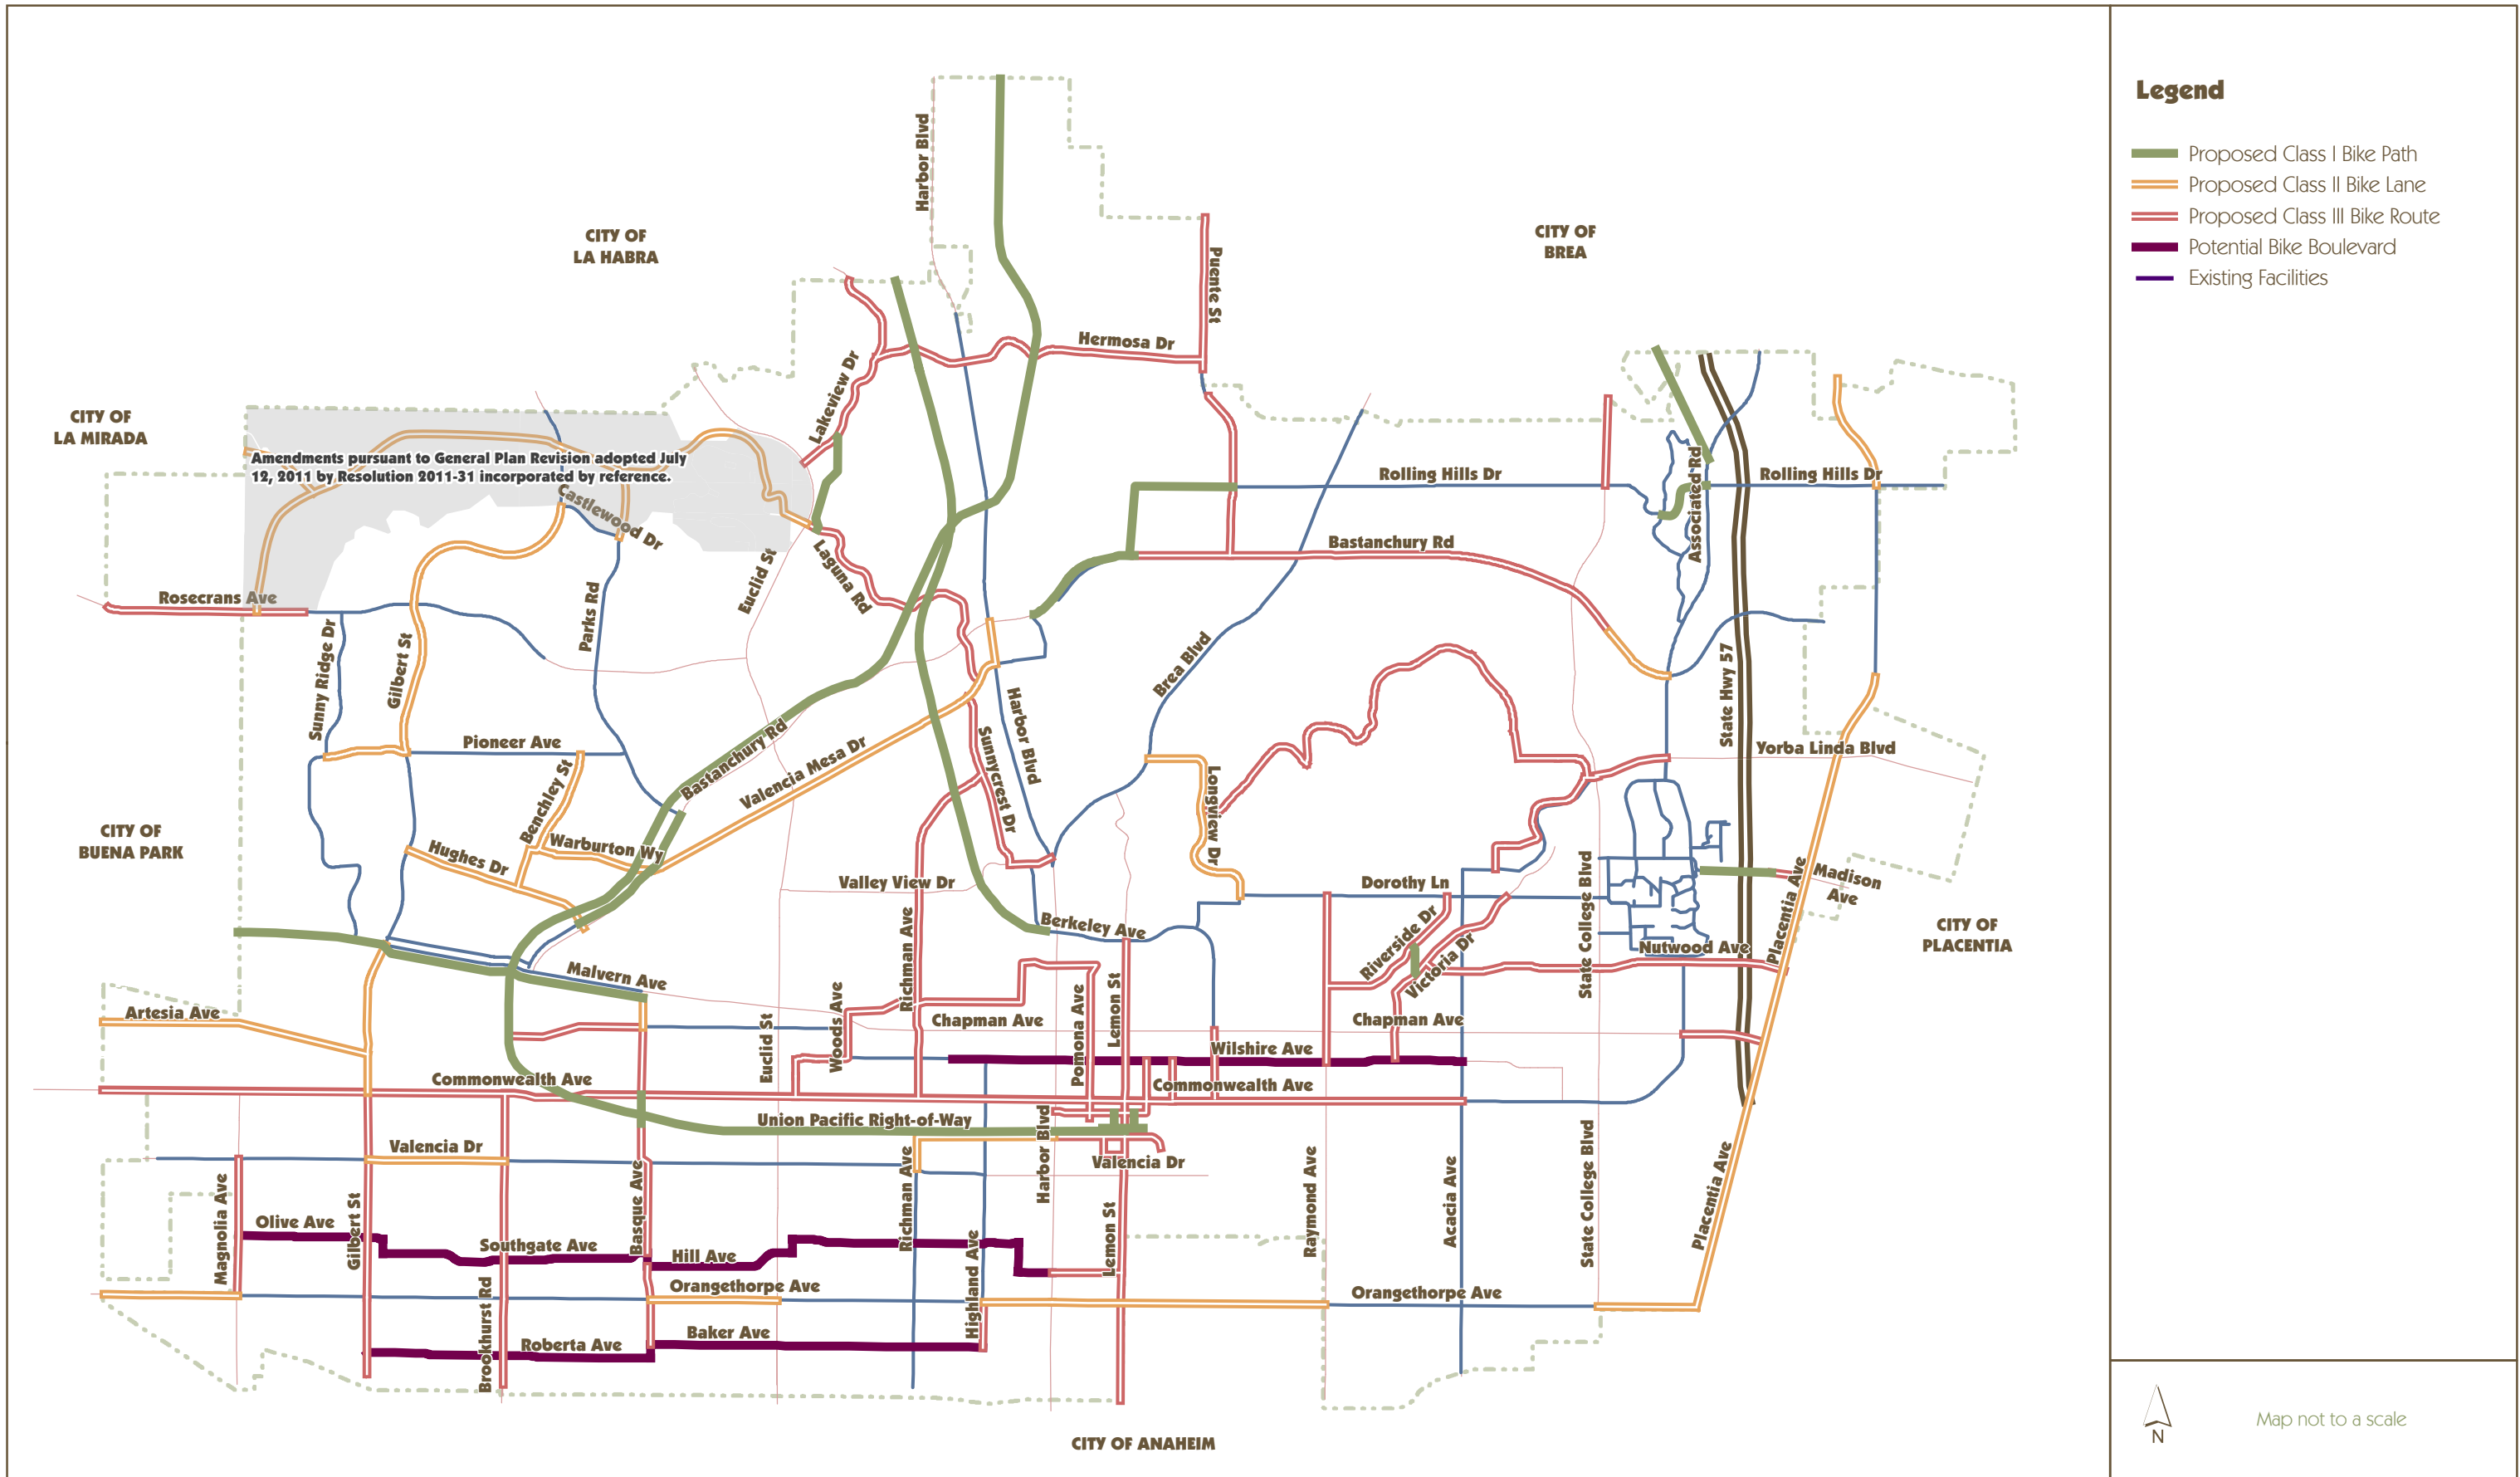 Legend
Proposed Class I Bike Path
Proposed Class II Bike Lane
Proposed Class III Bike Route
Potential Bike Boulevard
Existing Facilities
Harbor Blvd
CITY OF
LA HABRA
CITY OF
BREA
Puente St
Hermosa Dr
Lakeview Dr
CITY OF
LA MIRADA
Amendments pursuant to General Plan Revision adopted July
12, 2011 by Resolution 2011-31 incorporated by reference.
Rolling Hills Dr
Rolling Hills Dr
Associated Rd
Castlewood Dr
Bastanchury Rd
Euclid St
Laguna Rd
Rosecrans Ave
Parks Rd
Sunny Ridge Dr
Gilbert St
Brea Blvd
State Hwy 57
Harbor Blvd
Pioneer Ave
Bastanchury Rd
Valencia Mesa Dr
Sunnycrest Dr
Yorba Linda Blvd
Longview Dr
Benchley St
CITY OF
BUENA PARK
Hughes Dr
Warburton Wy
Valley View Dr
Dorothy Ln
State College Blvd
Madison
Ave
Placentia Ave
Richman Ave
Berkeley Ave
Riverside Dr
Victoria Dr
Nutwood Ave
CITY OF
PLACENTIA
Malvern Ave
Artesia Ave
Euclid St
Woods Ave
Chapman Ave
Pomona Ave
Lemon St
Chapman Ave
Wilshire Ave
Commonwealth Ave
Commonwealth Ave
Union Pacific Right-of-Way
Harbor Blvd
Valencia Dr
Valencia Dr
Magnolia Ave
Gilbert St
Basque Ave
Richman Ave
Lemon St
Raymond Ave
Acacia Ave
State College Blvd
Placentia Ave
Olive Ave
Southgate Ave
Hill Ave
Highland Ave
Orangethorpe Ave
Orangethorpe Ave
Brookhurst Rd
Roberta Ave
Baker Ave
CITY OF ANAHEIM
N
Map not to a scale